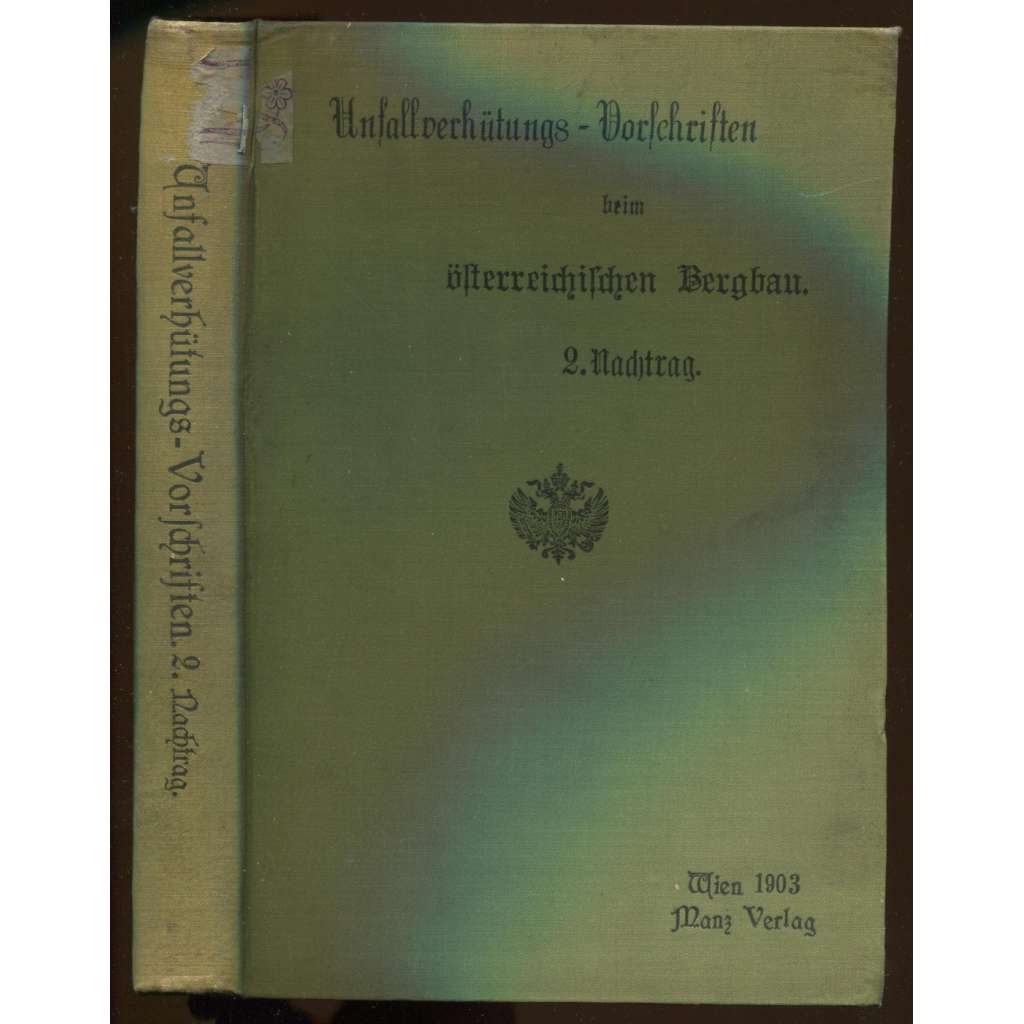 Unfallverhütungs-Vorschriften. 2. Nachtrag.
Unfallverhütungs - Vorschriften
beim
österreichischen Bergbau.
2. Nachtrag.
Wien 1903
Manz Verlag